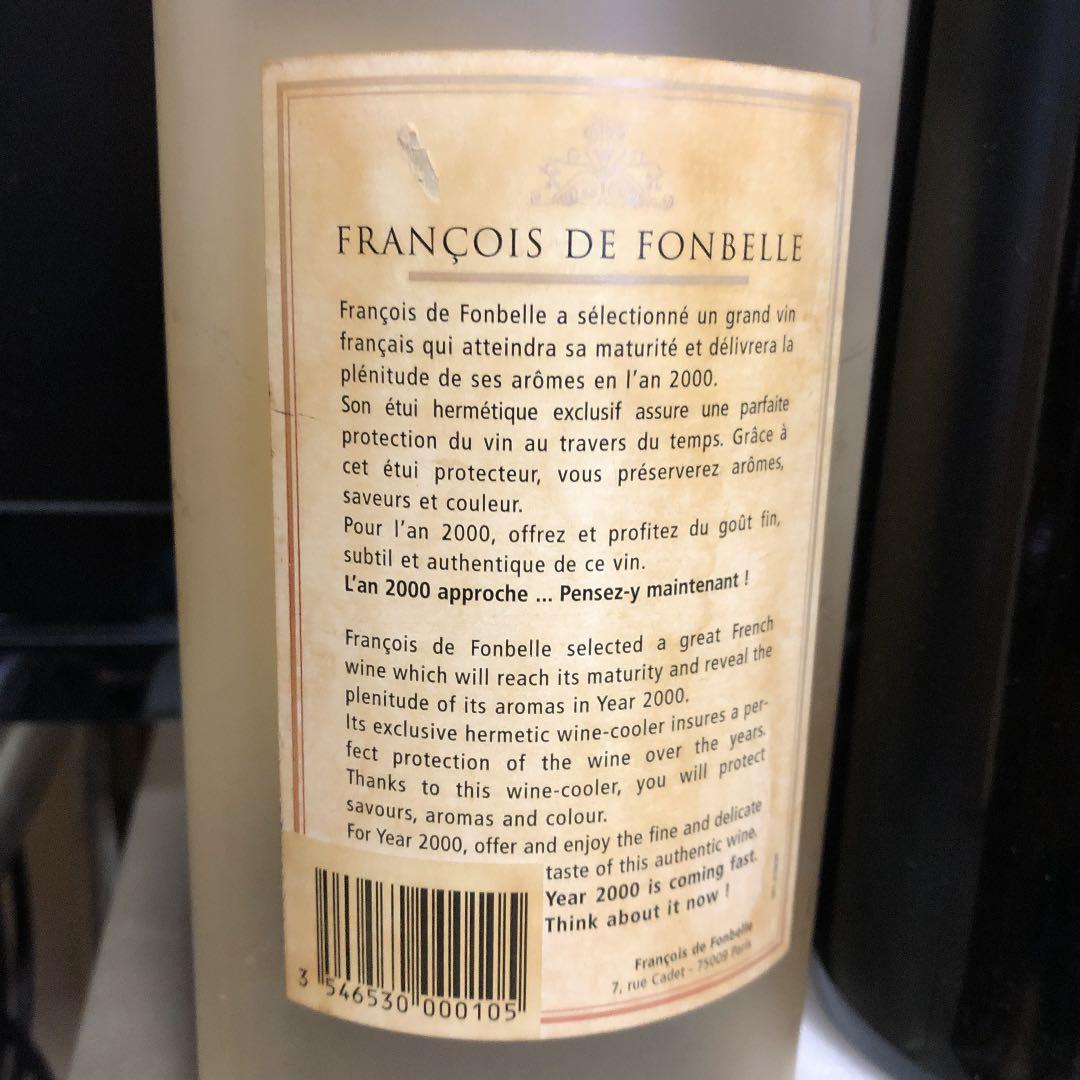 FRANÇOIS DE FONBELLE
François de Fonbelle a sélectionné un grand vin
français qui atteindra sa maturité et délivrera la
plénitude de ses arômes en l'an 2000.
Son étui hermétique exclusif assure une parfaite
protection du vin au travers du temps. Grâce à
cet étui protecteur, vous préserverez arômes,
saveurs et couleur.
Pour l'an 2000, offrez et profitez du goût fin,
subtil et authentique de ce vin.
L'an 2000 approche ... Pensez-y maintenant !
François de Fonbelle selected a great French
wine which will reach its maturity and reveal the
plenitude of its aromas in Year 2000.
Its exclusive hermetic wine-cooler insures a per-
fect protection of the wine over the years.
Thanks to this wine-cooler, you will protect
savours, aromas and colour.
For Year 2000, offer and enjoy the fine and delicate
taste of this authentic wine.
Year 2000 is coming fast.
Think about it now !
François de Fonbelle
7, rue Cadet - 75009 Paris
3 546530 000105